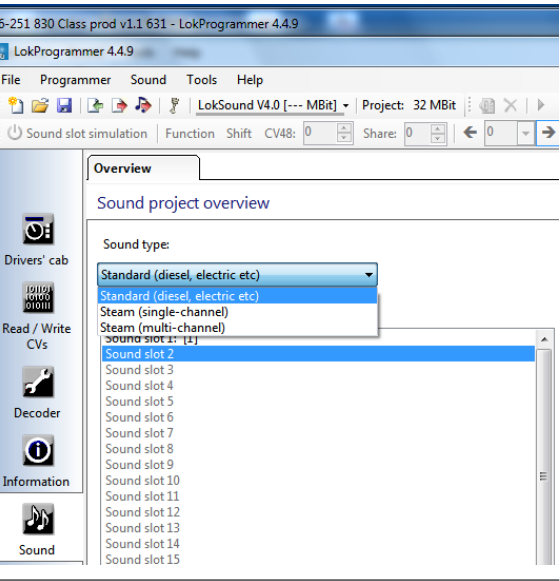 6-251 830 Class prod v1.1 631 - LokProgrammer 4.4.9
LokProgrammer 4.4.9
File Programmer Sound Tools Help
LokSound V4.0 [--- MBit] Project: 32 MBit
Sound slot simulation Function Shift CV48: 0 Share: 0 0
Overview
Sound project overview
Sound type:
Standard (diesel, electric etc)
Standard (diesel, electric etc)
Steam (single-channel)
Steam (multi-channel)
Sound slot 1: [1]
Sound slot 2
Sound slot 3
Sound slot 4
Sound slot 5
Sound slot 6
Sound slot 7
Sound slot 8
Sound slot 9
Sound slot 10
Sound slot 11
Sound slot 12
Sound slot 13
Sound slot 14
Sound slot 15
Drivers' cab
10110
10100
01011
Read / Write
CVs
Decoder
Information
Sound